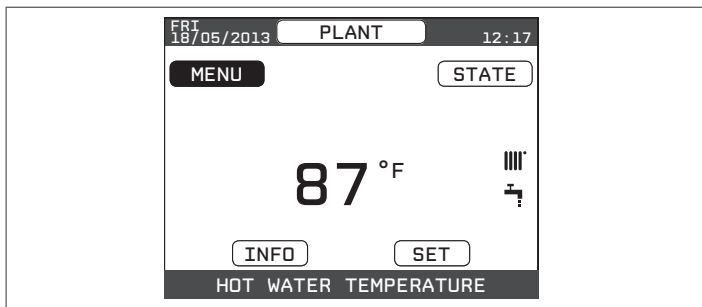 FRI
18/05/2013 PLANT 12:17
MENU STATE
87 °F
INFO SET
HOT WATER TEMPERATURE